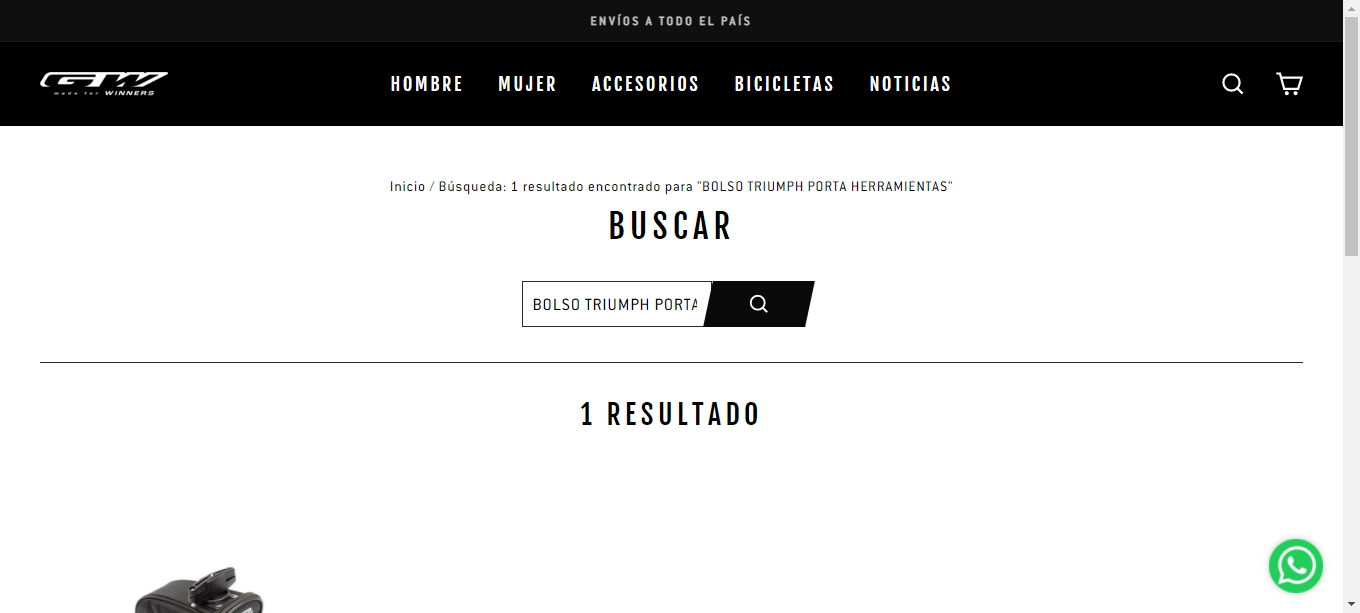 ENVÍOS A TODO EL PAÍS
GW
made for WINNERS
HOMBRE MUJER ACCESORIOS BICICLETAS NOTICIAS
Inicio / Búsqueda: 1 resultado encontrado para "BOLSO TRIUMPH PORTA HERRAMIENTAS"
BUSCAR
BOLSO TRIUMPH PORTA
1 RESULTADO